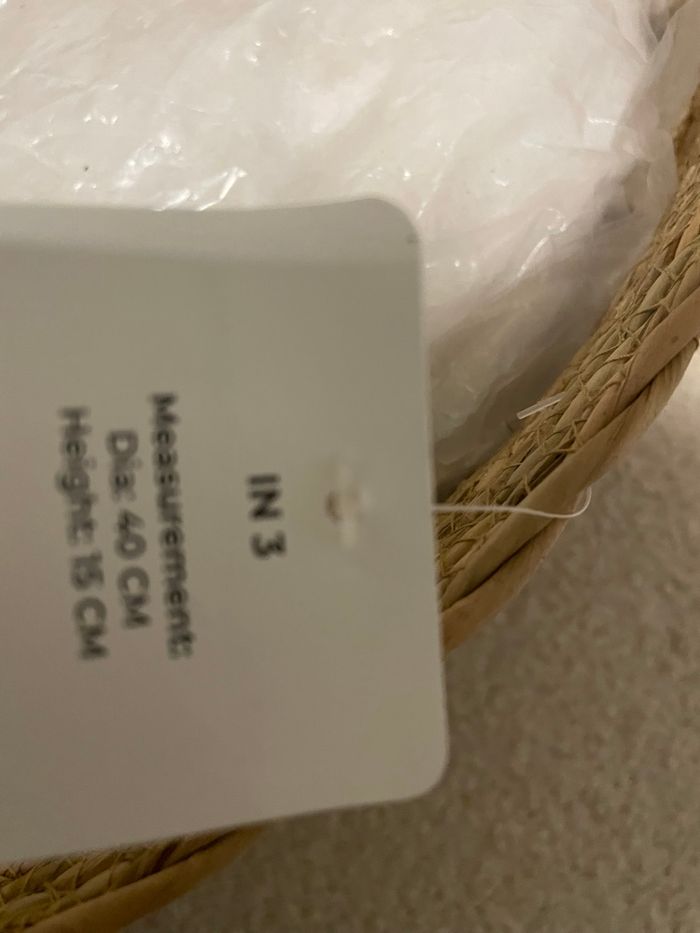 IN 3
Measurement:
Dia: 40 CM
Height: 15 CM